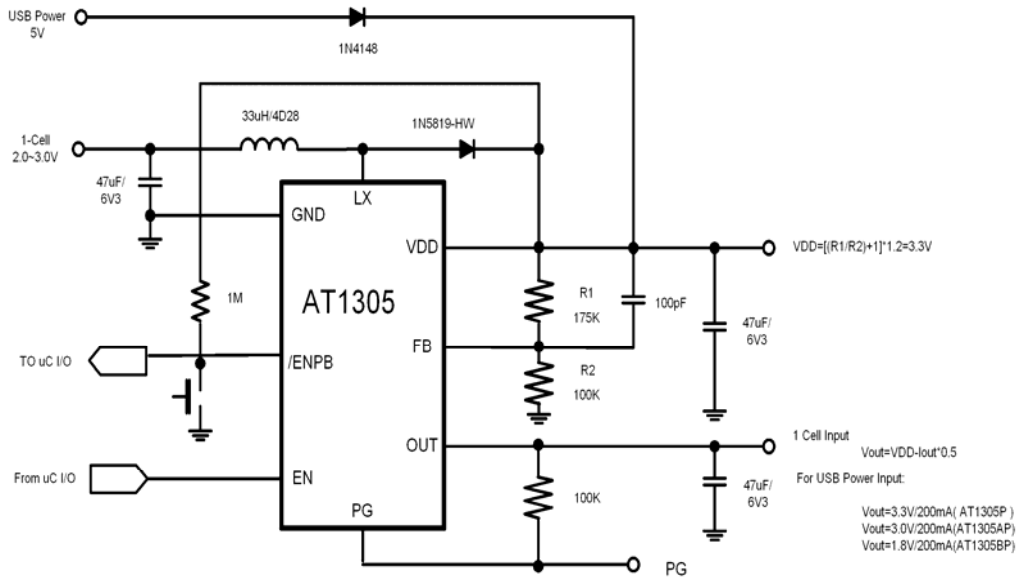 USB Power
5V
1N4148
33uH/4D28
1N5819-HW
1-Cell
2.0~3.0V
47uF/
6V3
LX
GND
VDD
VDD=[(R1/R2)+1]*1.2=3.3V
AT1305
1M
R1
175K
100pF
47uF/
6V3
FB
TO uC I/O
/ENPB
R2
100K
OUT
1 Cell Input
Vout=VDD-Iout*0.5
From uC I/O
EN
100K
47uF/
6V3
For USB Power Input:
PG
Vout=3.3V/200mA( AT1305P )
Vout=3.0V/200mA(AT1305AP)
Vout=1.8V/200mA(AT1305BP)
PG